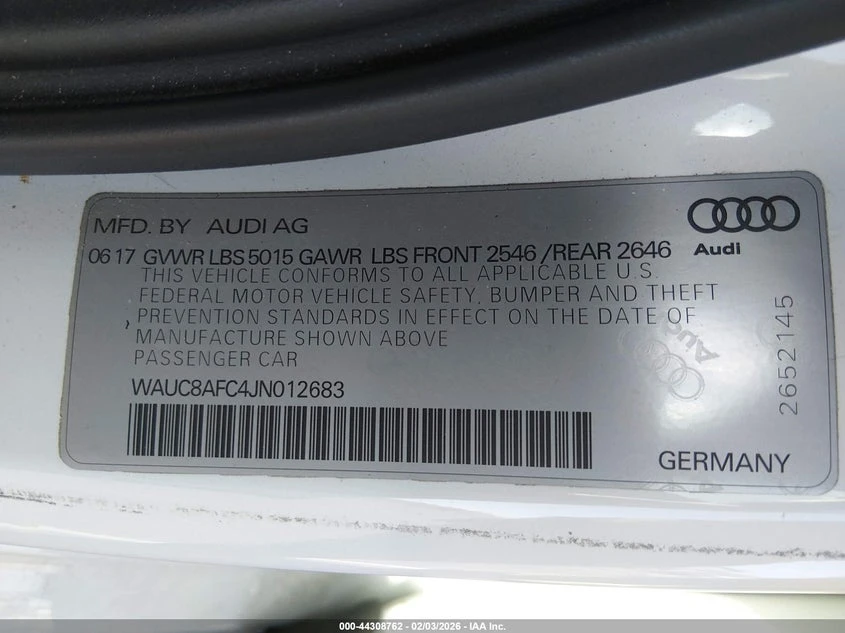 MFD. BY AUDI AG
Audi
06 17 GVWR LBS 5015 GAWR LBS FRONT 2546 /REAR 2646
THIS VEHICLE CONFORMS TO ALL APPLICABLE U.S.
FEDERAL MOTOR VEHICLE SAFETY, BUMPER AND THEFT
PREVENTION STANDARDS IN EFFECT ON THE DATE OF
MANUFACTURE SHOWN ABOVE
PASSENGER CAR
Audi
2652145
WAUC8AFC4JN012683
GERMANY
000-44308762 - 02/03/2026 - IAA Inc.